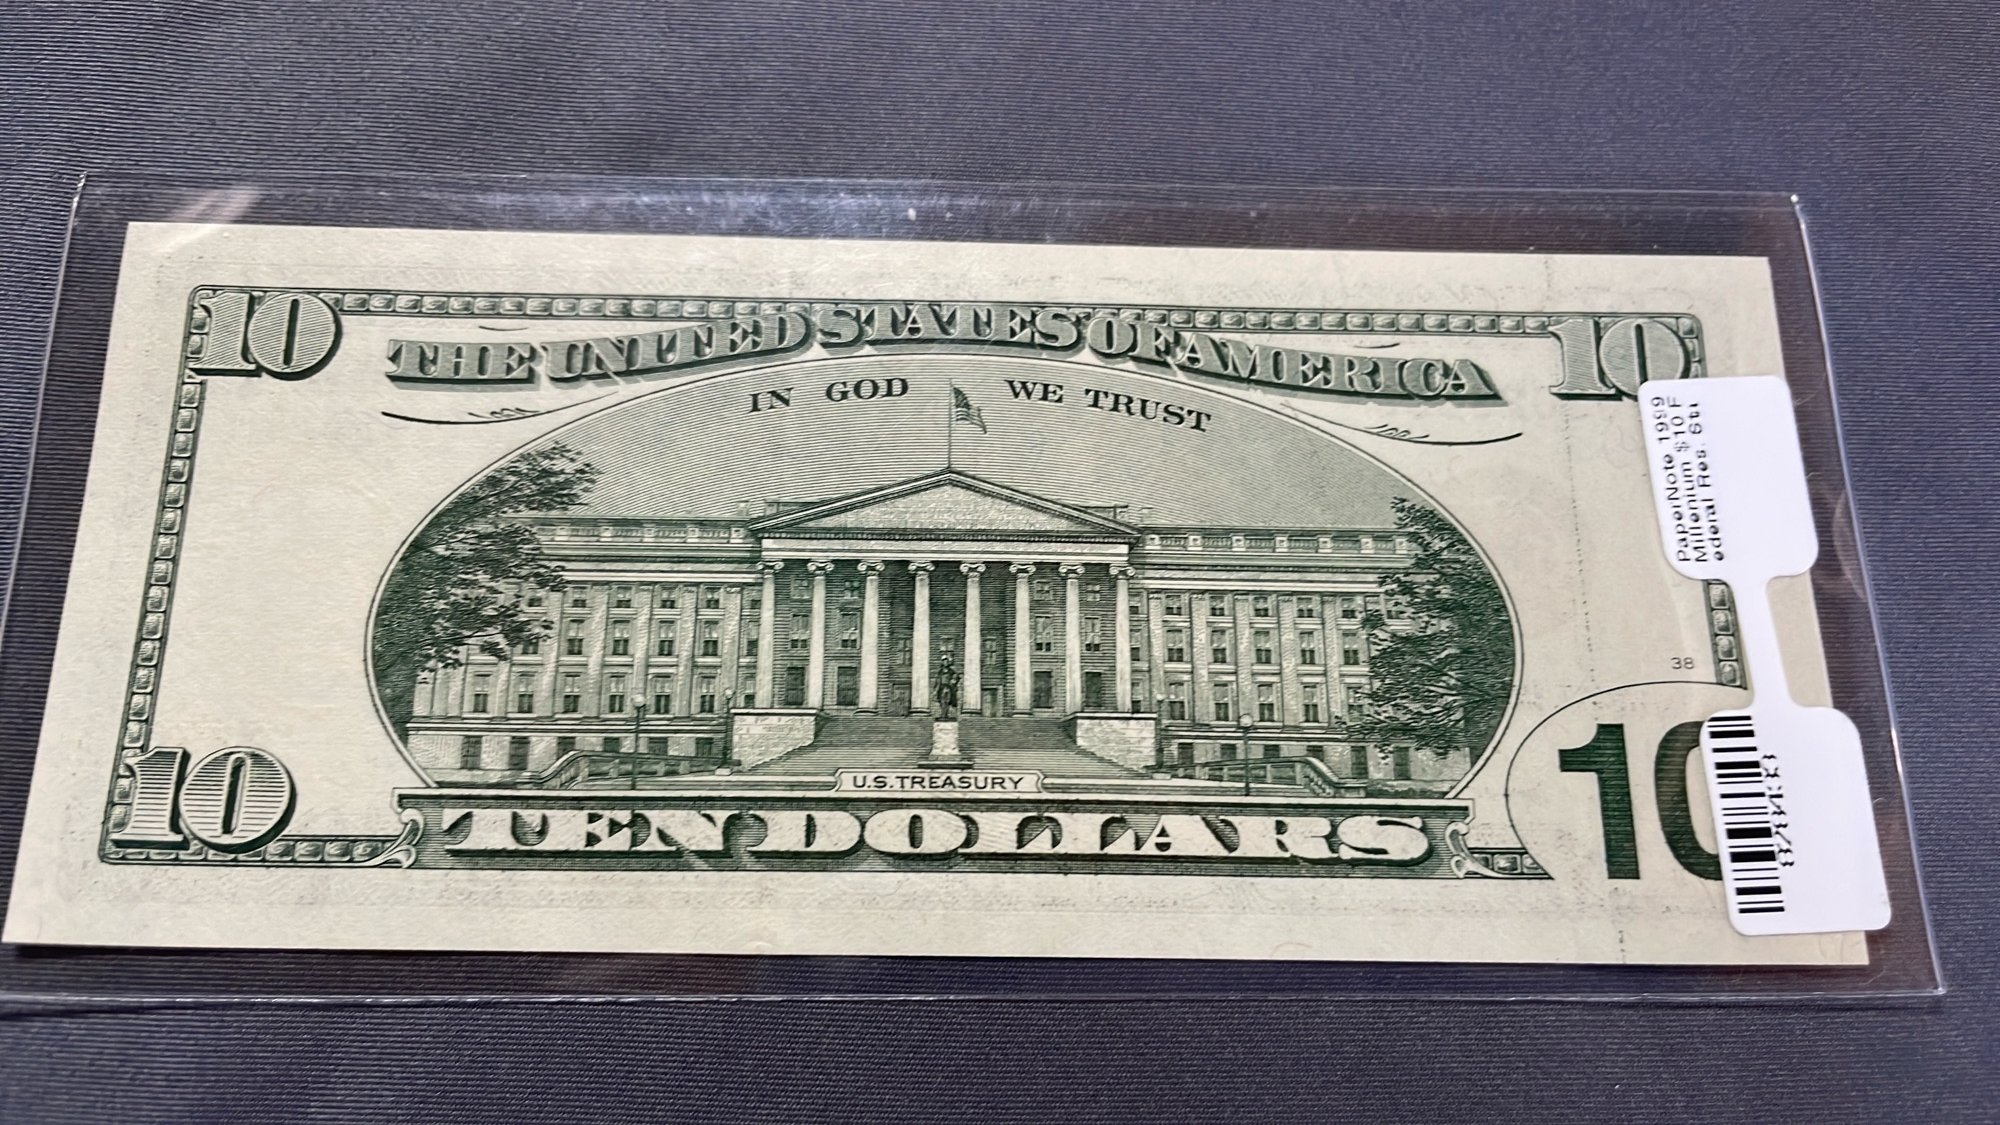 10
THE UNITED STATES OF AMERICA
10
IN GOD WE TRUST
PaperNote 1999
Millenium $10 F
ederal Res. St
38
U.S.TREASURY
10
TEN DOLLARS
10
878483